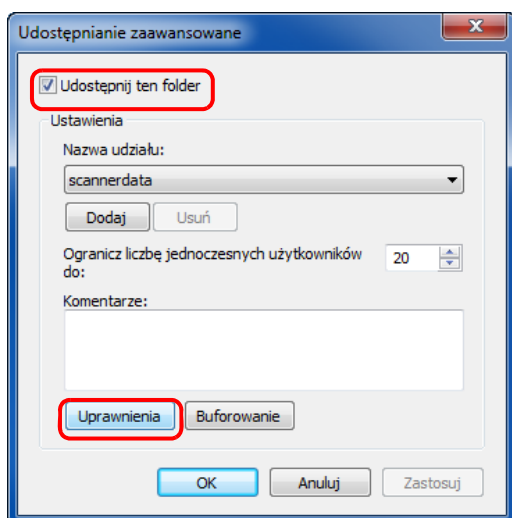 Udostępnianie zaawansowane
Udostępnij ten folder
Ustawienia
Nazwa udziału:
scannerdata
Dodaj Usuń
Ogranicz liczbę jednoczesnych użytkowników
do:
20
Komentarze:
Uprawnienia Buforowanie
OK Anuluj Zastosuj